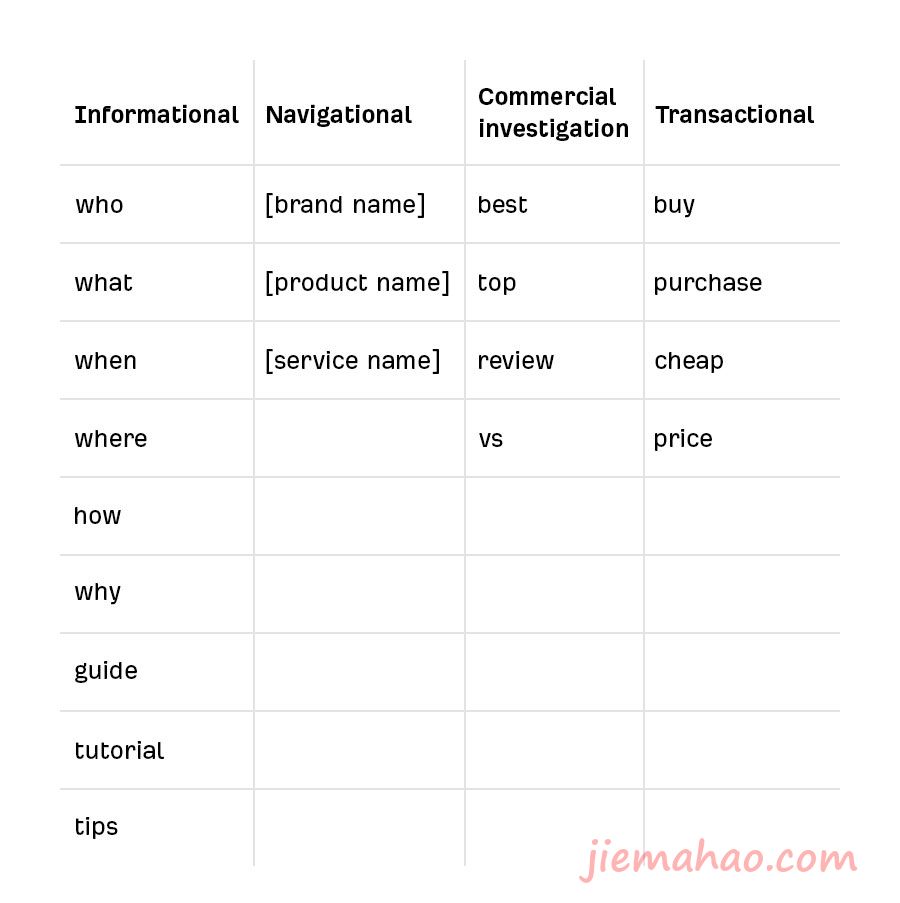 Informational Navigational Commercial investigation Transactional
who [brand name] best buy
what [product name] top purchase
when [service name] review cheap
where vs price
how
why
guide
tutorial
tips
jiemahao.com